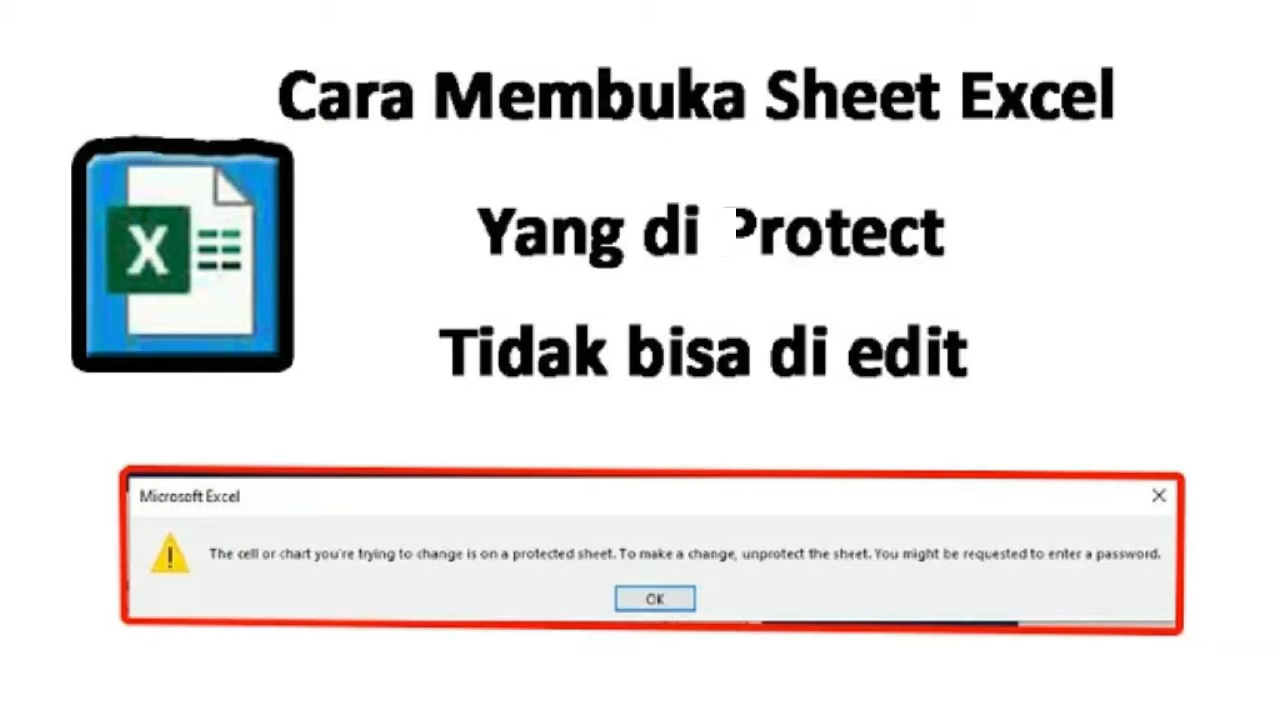 Cara Membuka Sheet Excel
Yang di Protect
Tidak bisa di edit
X
Microsoft Excel
The cell or chart you're trying to change is on a protected sheet. To make a change, unprotect the sheet. You might be requested to enter a password.
OK